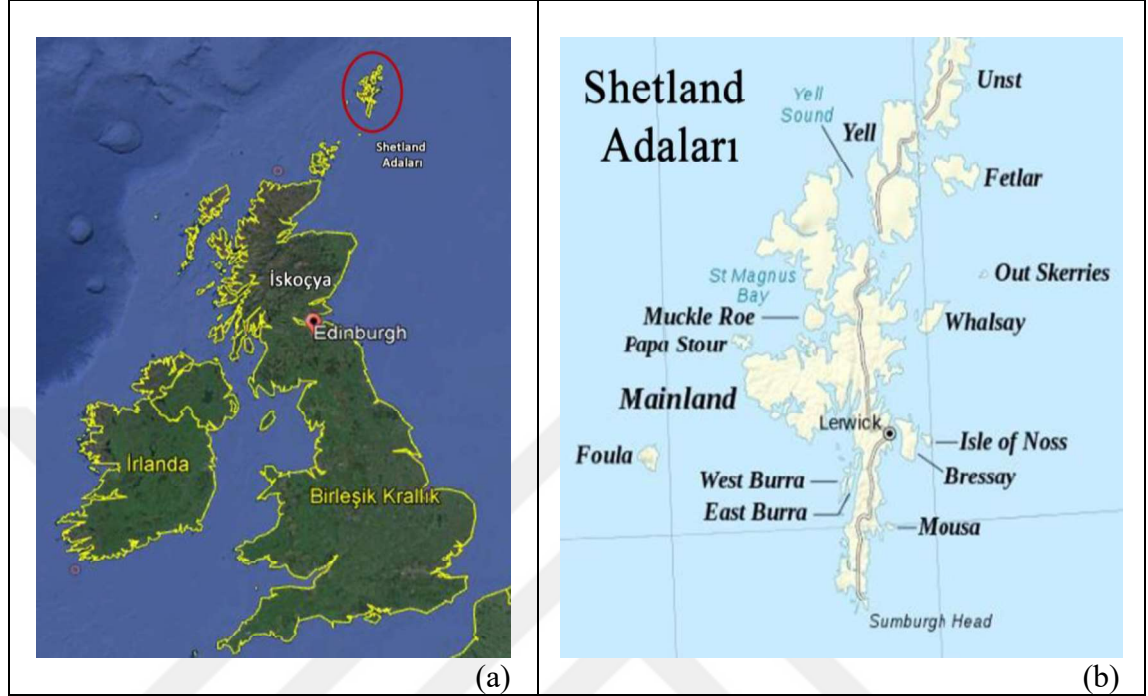 Shetland
Adaları
İskoçya
Edinburgh
İrlanda
Birleşik Krallık
(a)
Shetland
Adaları
Unst
Yell
Sound
Yell
Fetlar
St Magnus
Bay
Out Skerries
Muckle Roe
Whalsay
Papa Stour
Mainland
Lerwick
Isle of Noss
Foula
Bressay
West Burra
East Burra
Mousa
Sumburgh Head
(b)